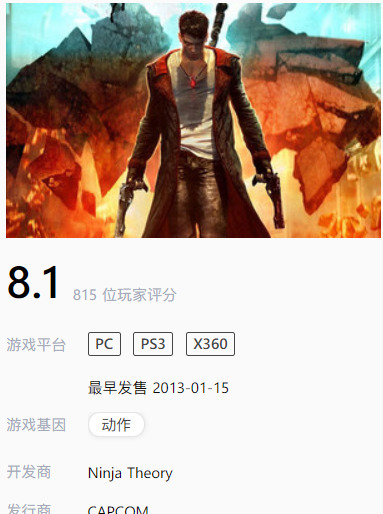 8.1 815 位玩家评分
游戏平台 PC PS3 X360
最早发售 2013-01-15
游戏基因 动作
开发商 Ninja Theory
发行商 CAPCOM